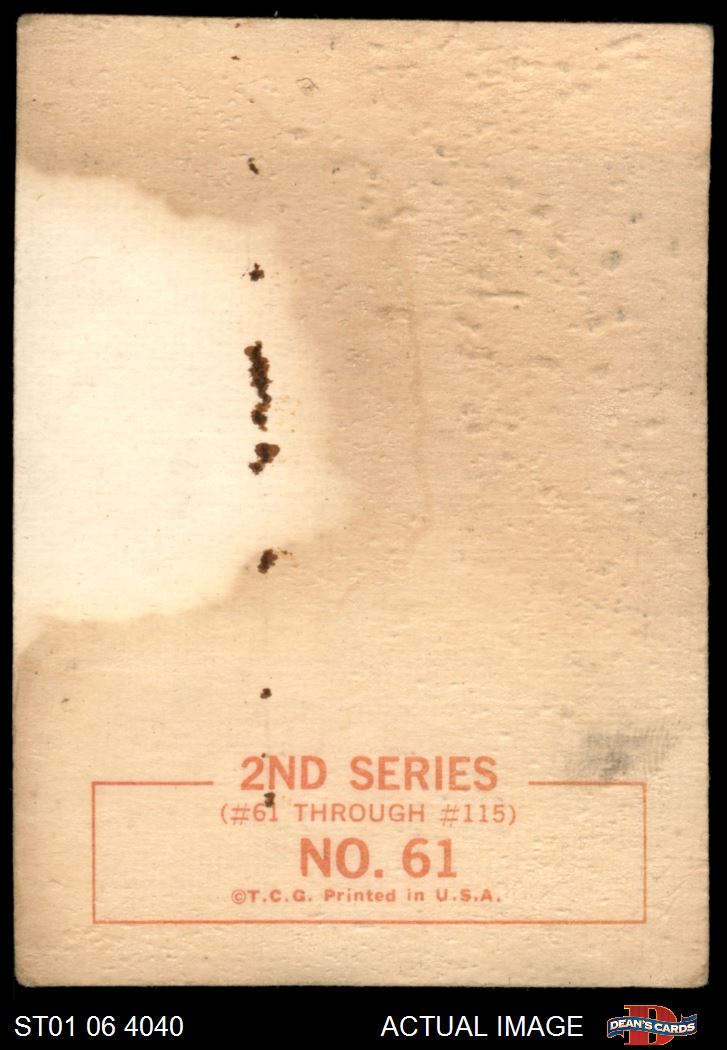 2ND SERIES
(#61 THROUGH #115)
NO. 61
©T.C.G. Printed in U.S.A.
ST01 06 4040
ACTUAL IMAGE
D
DEAN'S CARDS